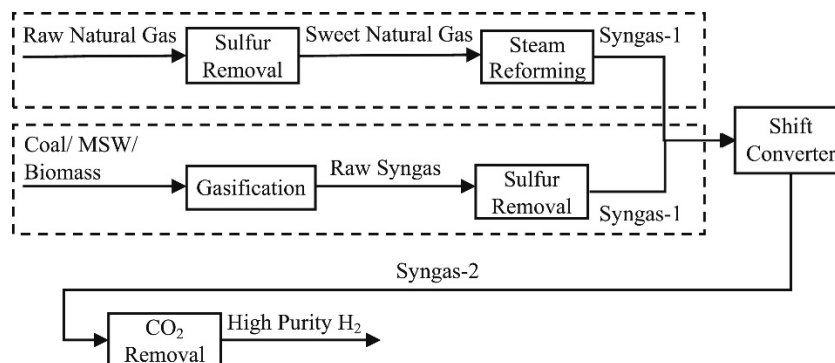 Raw Natural Gas
Sulfur
Removal
Sweet Natural Gas
Steam
Reforming
Syngas-1
Coal/ MSW/
Biomass
Gasification
Raw Syngas
Sulfur
Removal
Syngas-1
Shift
Converter
Syngas-2
CO₂
Removal
High Purity H₂